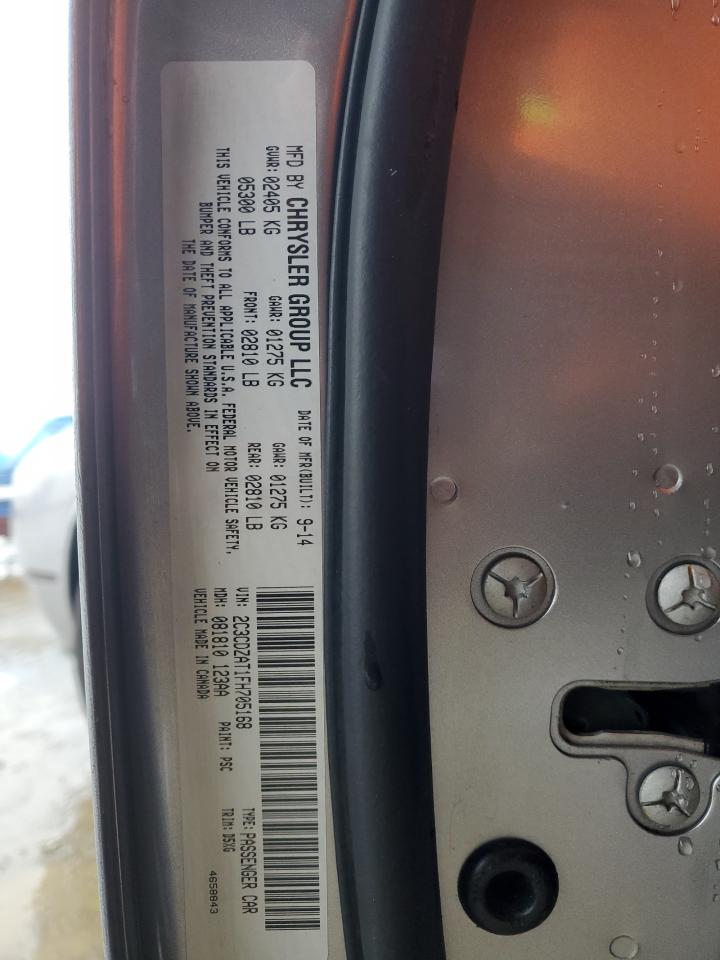 MFD BY CHRYSLER GROUP LLC DATE OF MFR(BUILT): 9-14
GVWR: 02405 KG GAWR: 01275 KG GAWR: 01275 KG
05300 LB FRONT: 02810 LB REAR: 02810 LB
THIS VEHICLE CONFORMS TO ALL APPLICABLE U.S.A. FEDERAL MOTOR VEHICLE SAFETY,
BUMPER AND THEFT PREVENTION STANDARDS IN EFFECT ON
THE DATE OF MANUFACTURE SHOWN ABOVE.
VIN: 2C3CDZAT1FH705168 TYPE: PASSENGER CAR
MDH: 081810 123AA PAINT: PSC TRIM: D5XG
VEHICLE MADE IN CANADA 4658843